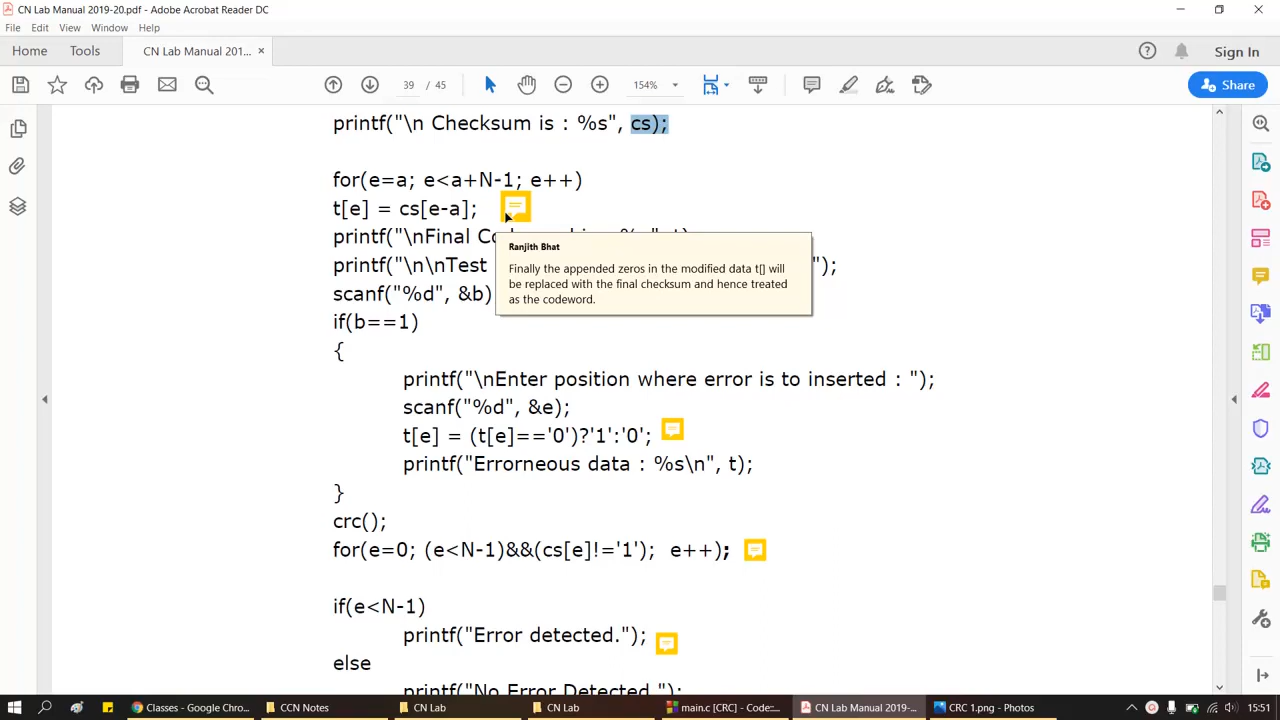 CN Lab Manual 2019-20.pdf - Adobe Acrobat Reader DC
File Edit View Window Help
Home Tools CN Lab Manual 201... × Sign In
39 / 45 154% Share
printf("\n Checksum is : %s", cs);
for(e=a; e<a+N-1; e++)
t[e] = cs[e-a];
printf("\nFinal Co
Ranjith Bhat
printf("\n\nTest ");
Finally the appended zeros in the modified data t[] will
be replaced with the final checksum and hence treated
as the codeword.
scanf("%d", &b)
if(b==1)
{
printf("\nEnter position where error is to inserted : ");
scanf("%d", &e);
t[e] = (t[e]=='0')?'1':'0';
printf("Errorneous data : %s\n", t);
}
crc();
for(e=0; (e<N-1)&&(cs[e]!='1'); e++);
if(e<N-1)
printf("Error detected.");
else
printf("No Error Detected.");
Classes - Google Chro... CCN Notes CN Lab CN Lab main.c [CRC] - Code:... CN Lab Manual 2019-... CRC 1.png - Photos ENG 15:51